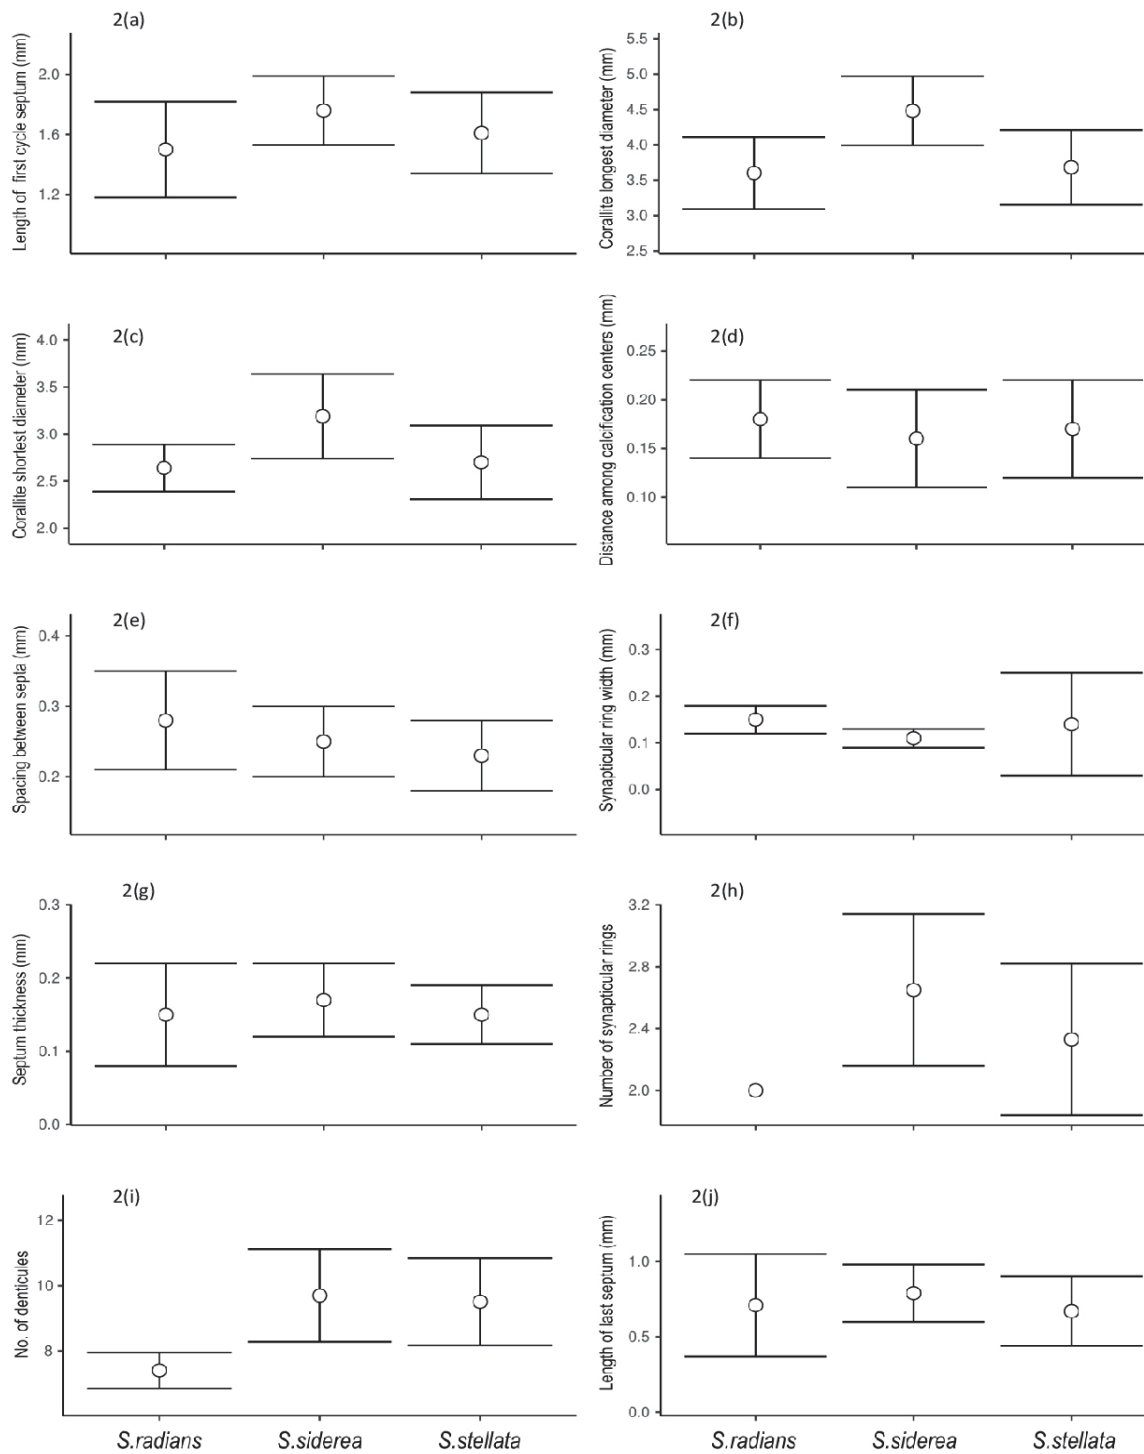 2(a)
Length of first cycle septum (mm)
2.0
1.6
1.2
2(b)
Corallite longest diameter (mm)
5.5
5.0
4.5
4.0
3.5
3.0
2.5
2(c)
Corallite shortest diameter (mm)
4.0
3.5
3.0
2.5
2.0
2(d)
Distance among calcification centers (mm)
0.25
0.20
0.15
0.10
2(e)
Spacing between septa (mm)
0.4
0.3
0.2
2(f)
Synapticular ring width (mm)
0.3
0.2
0.1
0.0
2(g)
Septum thickness (mm)
0.3
0.2
0.1
0.0
2(h)
Number of synapticular rings
3.2
2.8
2.4
2.0
2(i)
No. of denticules
12
10
8
S.radians S.siderea S.stellata
2(j)
Length of last septum (mm)
1.0
0.5
0.0
S.radians S.siderea S.stellata